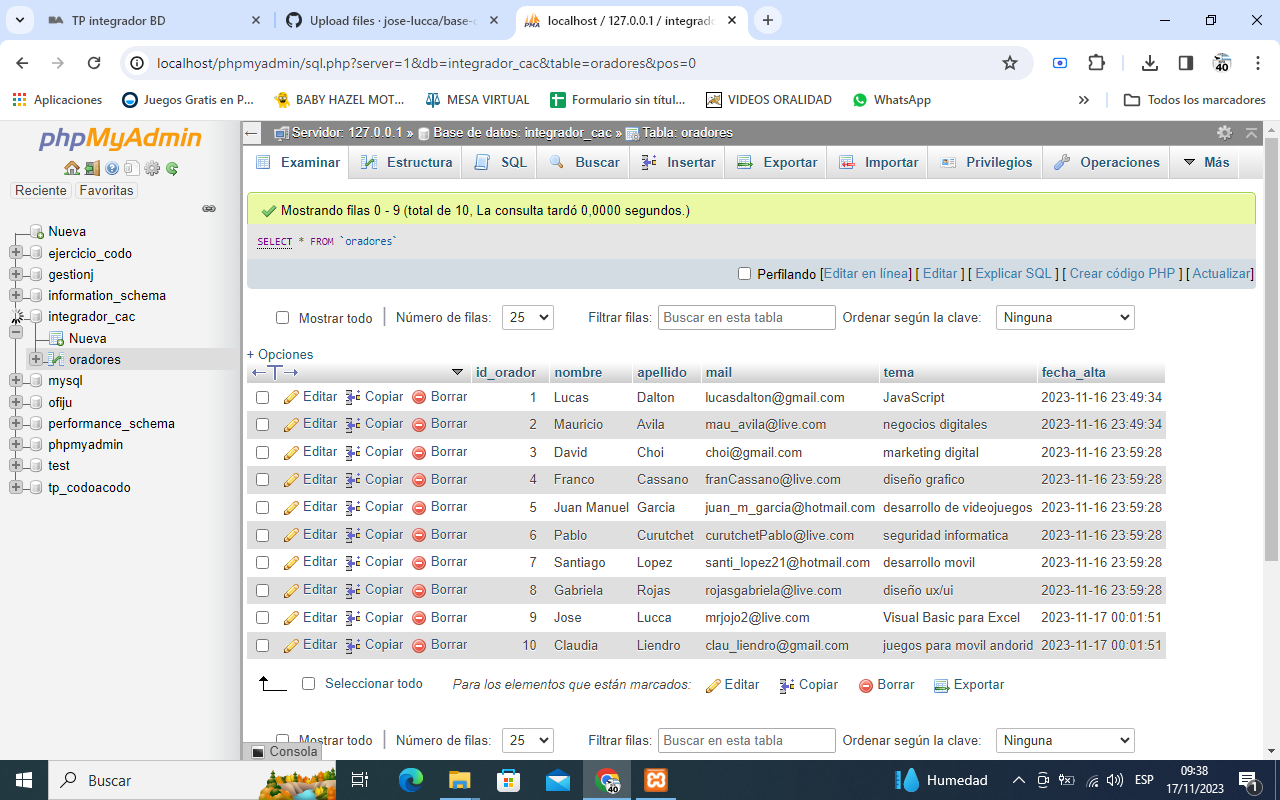 TP integrador BD
Upload files · jose-lucca/base-c
localhost / 127.0.0.1 / integrado
localhost/phpmyadmin/sql.php?server=1&db=integrador_cac&table=oradores&pos=0
40
Aplicaciones
Juegos Gratis en P...
BABY HAZEL MOT...
MESA VIRTUAL
Formulario sin títul...
VIDEOS ORALIDAD
WhatsApp
»
Todos los marcadores
phpMyAdmin
Reciente Favoritas
Nueva
ejercicio_codo
gestionj
information_schema
integrador_cac
Nueva
oradores
mysql
ofiju
performance_schema
phpmyadmin
test
tp_codoacodo
Servidor: 127.0.0.1 » Base de datos: integrador_cac » Tabla: oradores
Examinar Estructura SQL Buscar Insertar Exportar Importar Privilegios Operaciones Más
Mostrando filas 0 - 9 (total de 10, La consulta tardó 0,0000 segundos.)
SELECT * FROM `oradores`
Perfilando [Editar en línea] [ Editar ] [ Explicar SQL ] [ Crear código PHP ] [ Actualizar]
Mostrar todo Número de filas: 25 Filtrar filas: Buscar en esta tabla Ordenar según la clave: Ninguna
+ Opciones
←T→ id_orador nombre apellido mail tema fecha_alta
Editar Copiar Borrar 1 Lucas Dalton lucasdalton@gmail.com JavaScript 2023-11-16 23:49:34
Editar Copiar Borrar 2 Mauricio Avila mau_avila@live.com negocios digitales 2023-11-16 23:49:34
Editar Copiar Borrar 3 David Choi choi@gmail.com marketing digital 2023-11-16 23:59:28
Editar Copiar Borrar 4 Franco Cassano franCassano@live.com diseño grafico 2023-11-16 23:59:28
Editar Copiar Borrar 5 Juan Manuel Garcia juan_m_garcia@hotmail.com desarrollo de videojuegos 2023-11-16 23:59:28
Editar Copiar Borrar 6 Pablo Curutchet curutchetPablo@live.com seguridad informatica 2023-11-16 23:59:28
Editar Copiar Borrar 7 Santiago Lopez santi_lopez21@hotmail.com desarrollo movil 2023-11-16 23:59:28
Editar Copiar Borrar 8 Gabriela Rojas rojasgabriela@live.com diseño ux/ui 2023-11-16 23:59:28
Editar Copiar Borrar 9 Jose Lucca mrjojo2@live.com Visual Basic para Excel 2023-11-17 00:01:51
Editar Copiar Borrar 10 Claudia Liendro clau_liendro@gmail.com juegos para movil andorid 2023-11-17 00:01:51
Seleccionar todo Para los elementos que están marcados: Editar Copiar Borrar Exportar
Mostrar todo Número de filas: 25 Filtrar filas: Buscar en esta tabla Ordenar según la clave: Ninguna
Consola
Buscar
40
Humedad
ESP
09:38
17/11/2023
1